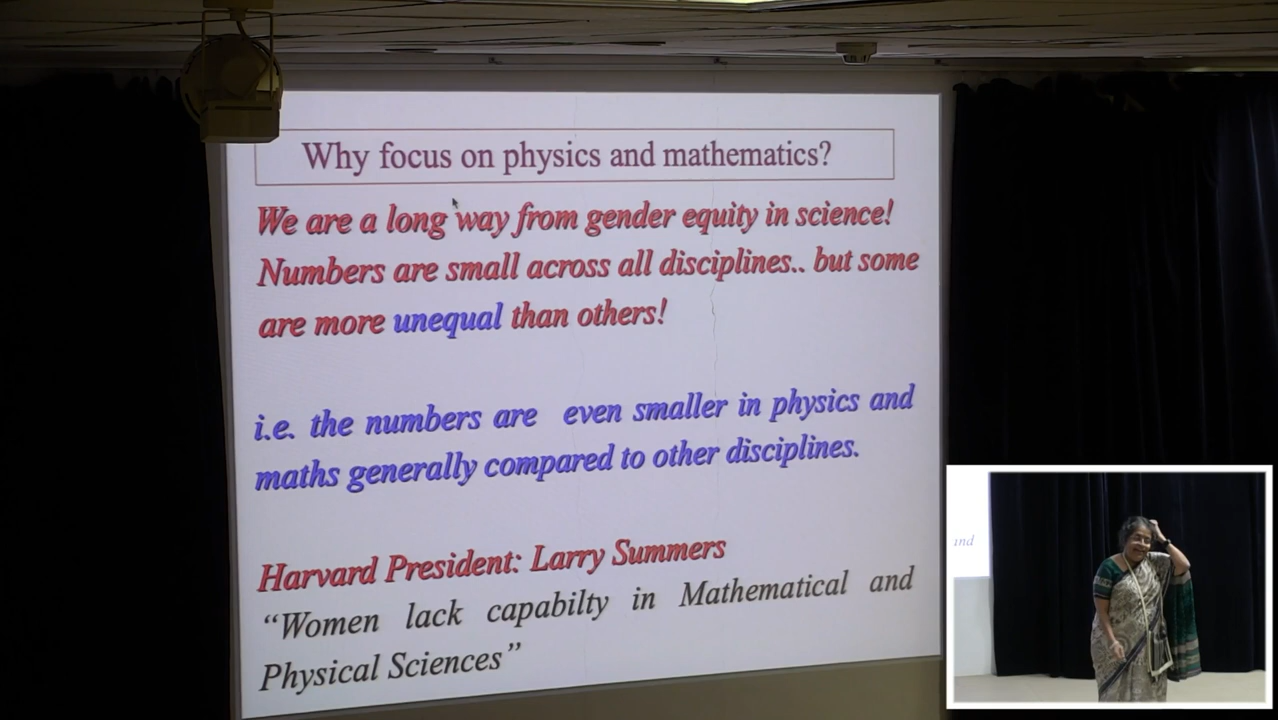 Why focus on physics and mathematics?
We are a long way from gender equity in science!
Numbers are small across all disciplines.. but some
are more unequal than others!
i.e. the numbers are even smaller in physics and
maths generally compared to other disciplines.
Harvard President: Larry Summers
“Women lack capabilty in Mathematical and
Physical Sciences”
and